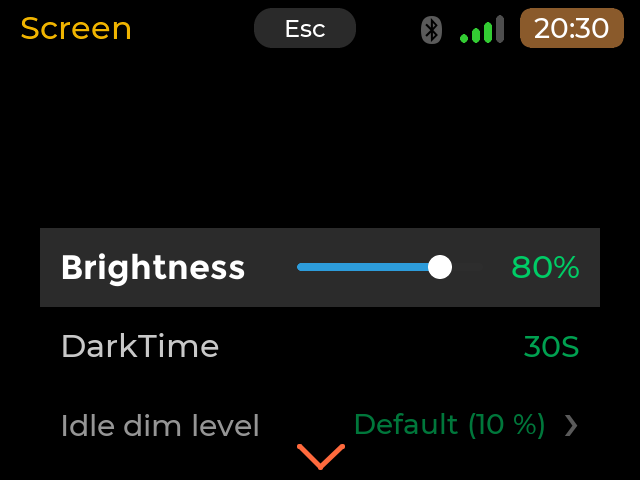 Screen Esc 20:30
Brightness 80%
DarkTime 30S
Idle dim level Default (10 %) ❯